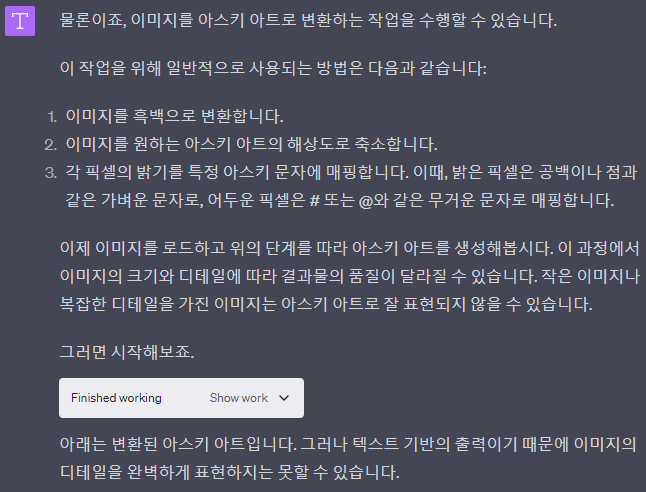 T
물론이죠, 이미지를 아스키 아트로 변환하는 작업을 수행할 수 있습니다.
이 작업을 위해 일반적으로 사용되는 방법은 다음과 같습니다:
1. 이미지를 흑백으로 변환합니다.
2. 이미지를 원하는 아스키 아트의 해상도로 축소합니다.
3. 각 픽셀의 밝기를 특정 아스키 문자에 매핑합니다. 이때, 밝은 픽셀은 공백이나 점과
같은 가벼운 문자로, 어두운 픽셀은 # 또는 @와 같은 무거운 문자로 매핑합니다.
이제 이미지를 로드하고 위의 단계를 따라 아스키 아트를 생성해봅시다. 이 과정에서
이미지의 크기와 디테일에 따라 결과물의 품질이 달라질 수 있습니다. 작은 이미지나
복잡한 디테일을 가진 이미지는 아스키 아트로 잘 표현되지 않을 수 있습니다.
그러면 시작해보죠.
Finished working Show work
아래는 변환된 아스키 아트입니다. 그러나 텍스트 기반의 출력이기 때문에 이미지의
디테일을 완벽하게 표현하지는 못할 수 있습니다.